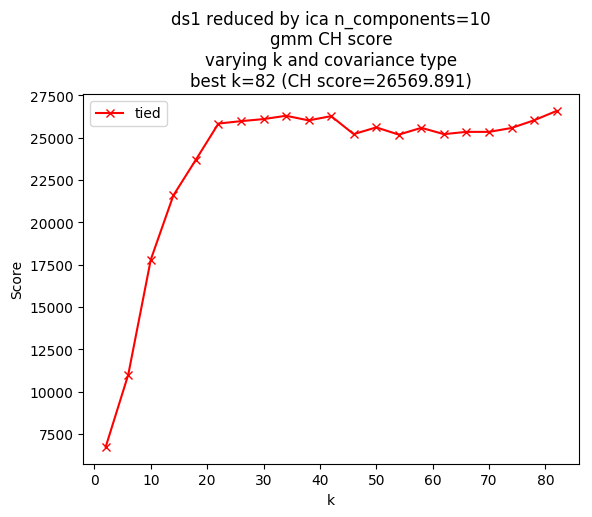 ds1 reduced by ica n_components=10
gmm CH score
varying k and covariance type
best k=82 (CH score=26569.891)
27500
tied
25000
22500
20000
17500
15000
12500
10000
7500
Score
0 10 20 30 40 50 60 70 80
k